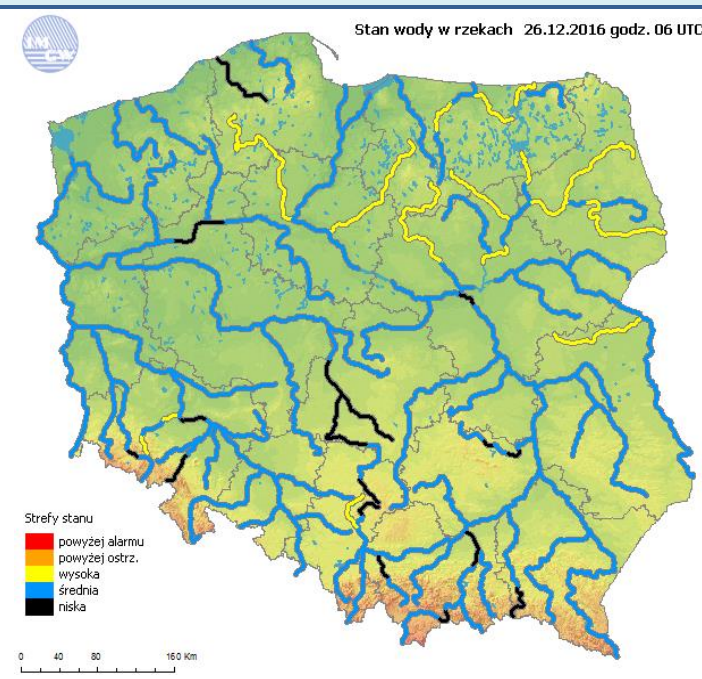 IMGW
Stan wody w rzekach 26.12.2016 godz. 06 UTC
Strefy stanu
powyżej alarmu
powyżej ostrz.
wysoka
średnia
niska
0 40 80 160 Km